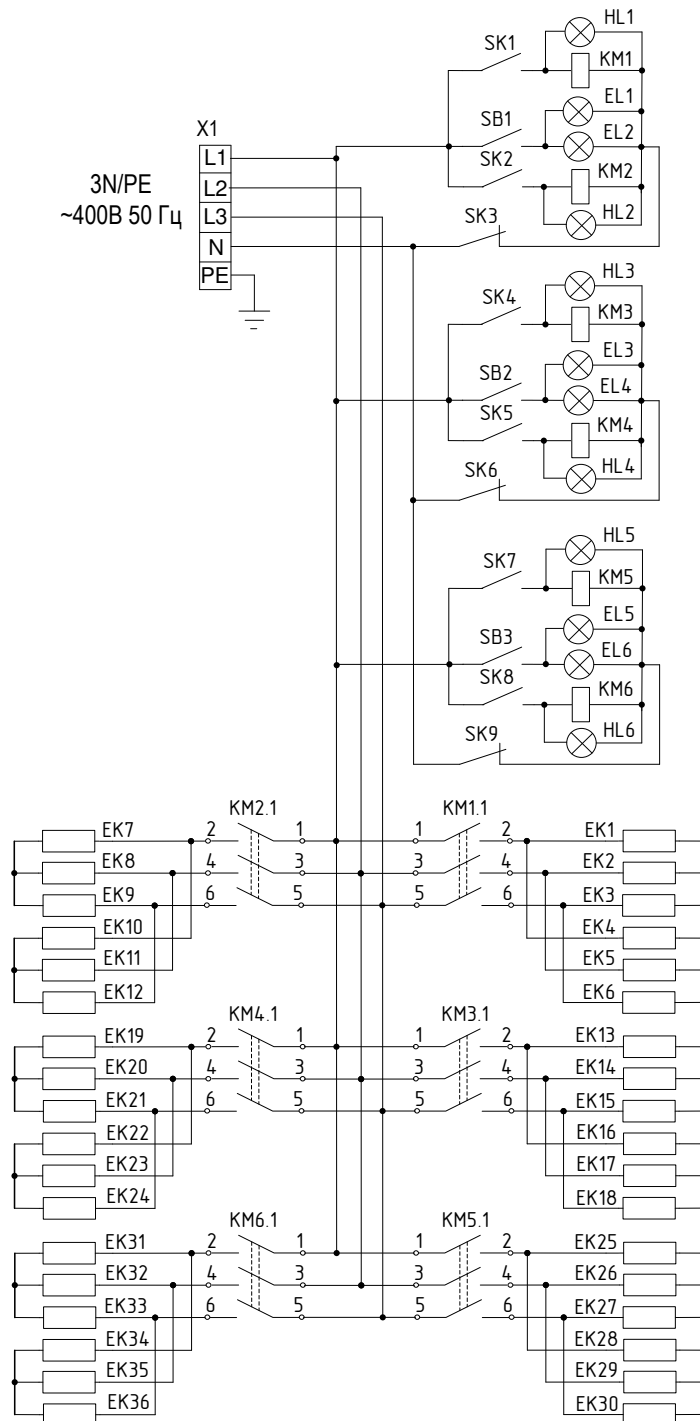 HL1
SK1
KM1
EL1
SB1
EL2
X1
L1
SK2
KM2
L2
3N/PE
L3
~400В 50 Гц
SK3
HL2
N
PE
HL3
SK4
KM3
EL3
SB2
EL4
SK5
KM4
SK6
HL4
HL5
SK7
KM5
EL5
SB3
EL6
SK8
KM6
SK9
HL6
KM2.1 KM1.1
EK7 2 1 1 2 EK1
EK8 4 3 3 4 EK2
EK9 6 5 5 6 EK3
EK10 EK4
EK11 EK5
EK12 EK6
KM4.1 KM3.1
EK19 2 1 1 2 EK13
EK20 4 3 3 4 EK14
EK21 6 5 5 6 EK15
EK22 EK16
EK23 EK17
EK24 EK18
KM6.1 KM5.1
EK31 2 1 1 2 EK25
EK32 4 3 3 4 EK26
EK33 6 5 5 6 EK27
EK34 EK28
EK35 EK29
EK36 EK30